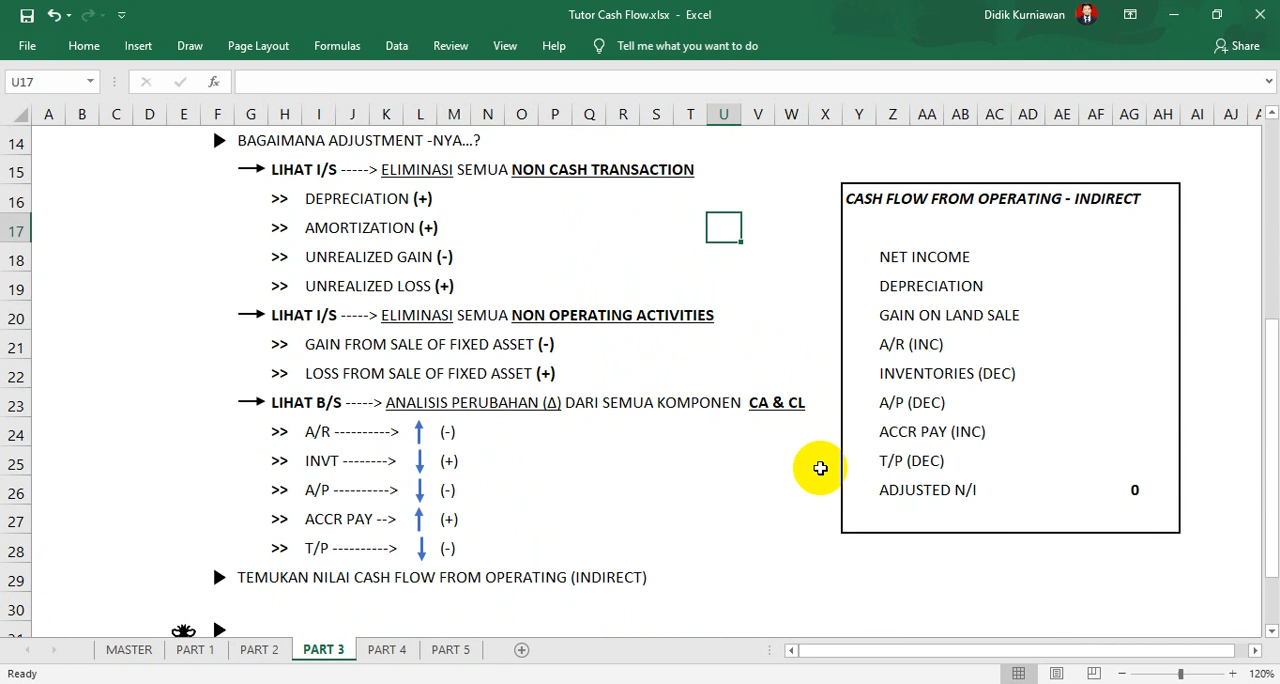 Tutor Cash Flow.xlsx - Excel
Didik Kurniawan
File Home Insert Draw Page Layout Formulas Data Review View Help Tell me what you want to do Share
U17 fx
A B C D E F G H I J K L M N O P Q R S T U V W X Y Z AA AB AC AD AE AF AG AH AI AJ
14 BAGAIMANA ADJUSTMENT -NYA...?
15 LIHAT I/S -----> ELIMINASI SEMUA NON CASH TRANSACTION
16 >> DEPRECIATION (+) CASH FLOW FROM OPERATING - INDIRECT
17 >> AMORTIZATION (+)
18 >> UNREALIZED GAIN (-) NET INCOME
19 >> UNREALIZED LOSS (+) DEPRECIATION
20 LIHAT I/S -----> ELIMINASI SEMUA NON OPERATING ACTIVITIES GAIN ON LAND SALE
21 >> GAIN FROM SALE OF FIXED ASSET (-) A/R (INC)
22 >> LOSS FROM SALE OF FIXED ASSET (+) INVENTORIES (DEC)
23 LIHAT B/S -----> ANALISIS PERUBAHAN (Δ) DARI SEMUA KOMPONEN CA & CL A/P (DEC)
24 >> A/R ----------> (-) ACCR PAY (INC)
25 >> INVT --------> (+) T/P (DEC)
26 >> A/P ----------> (-) ADJUSTED N/I 0
27 >> ACCR PAY --> (+)
28 >> T/P ----------> (-)
29 TEMUKAN NILAI CASH FLOW FROM OPERATING (INDIRECT)
30
MASTER PART 1 PART 2 PART 3 PART 4 PART 5
Ready 120%